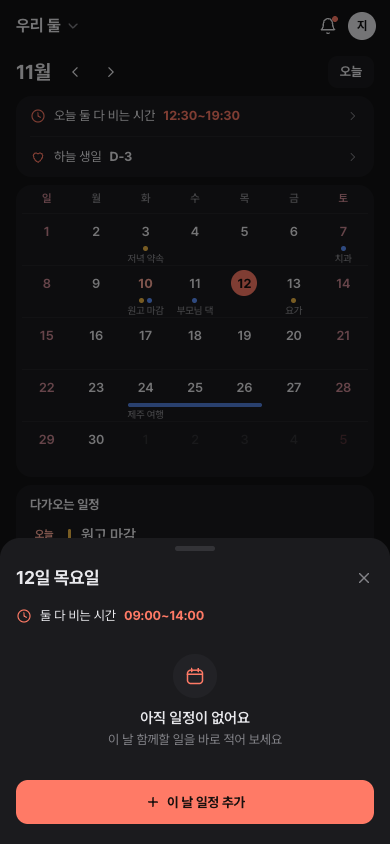 우리 둘
지
11월
오늘
오늘 둘 다 비는 시간 12:30~19:30
하늘 생일 D-3
일 월 화 수 목 금 토
1 2 3 4 5 6 7
저녁 약속 치과
8 9 10 11 12 13 14
원고 마감 부모님 댁 요가
15 16 17 18 19 20 21
22 23 24 25 26 27 28
제주 여행
29 30 1 2 3 4 5
다가오는 일정
오늘 원고 마감
12일 목요일
둘 다 비는 시간 09:00~14:00
아직 일정이 없어요
이 날 함께할 일을 바로 적어 보세요
이 날 일정 추가